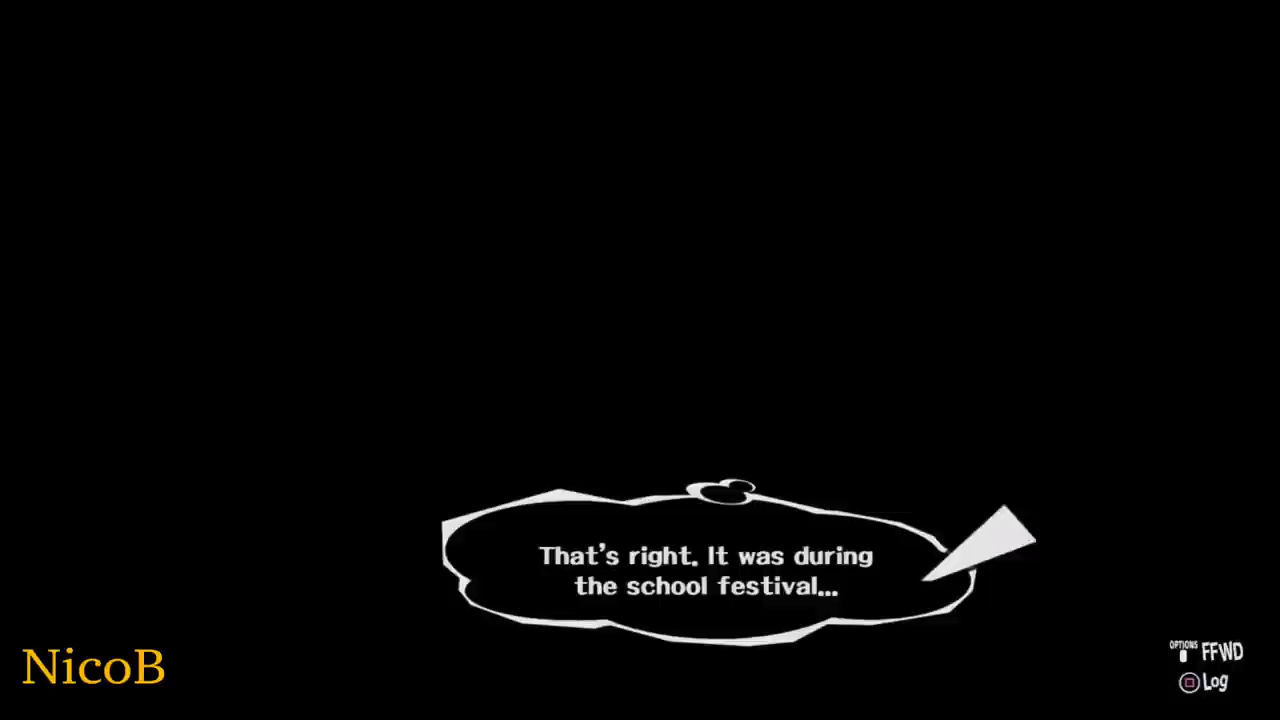 That's right. It was during
the school festival...
NicoB
OPTIONS FFWD
Log